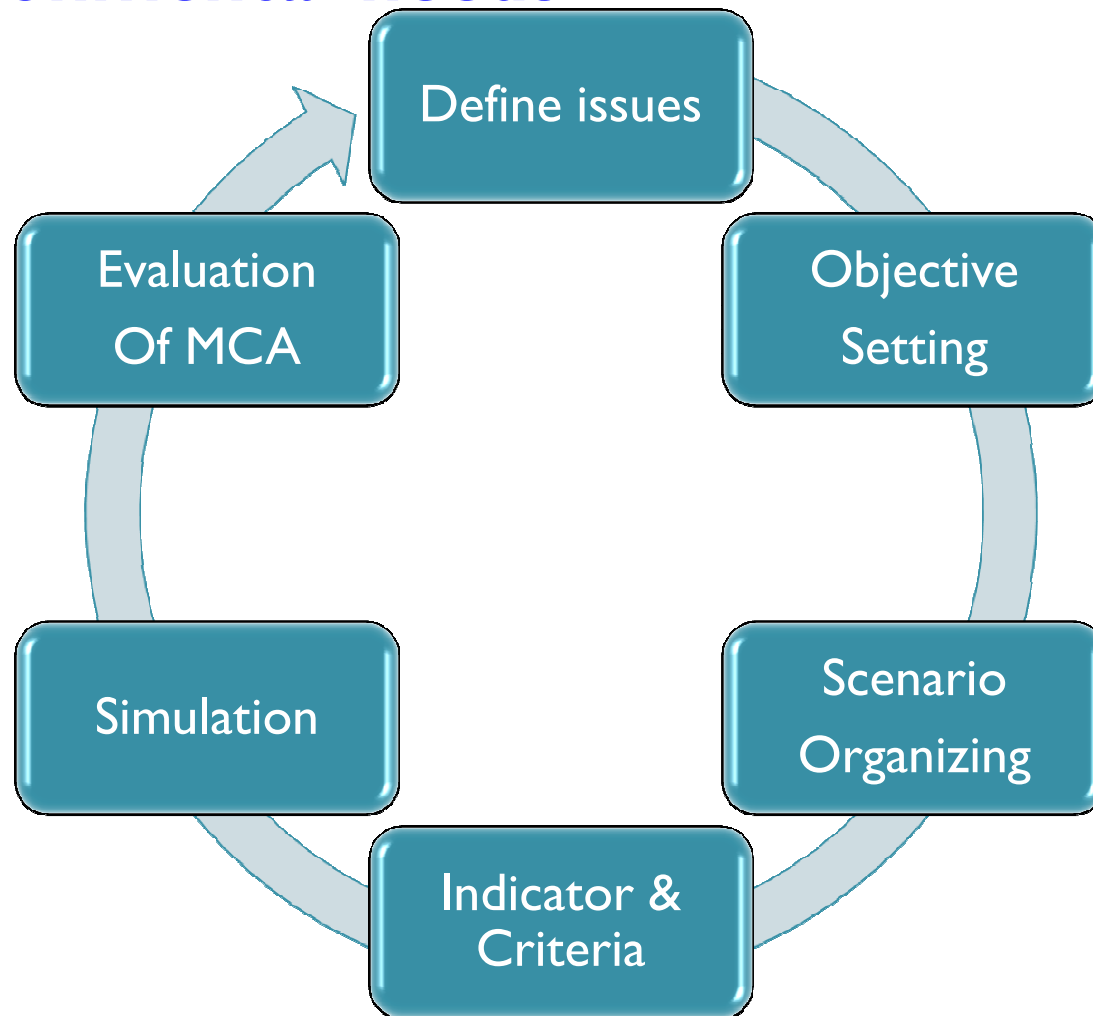 Define issues
Objective
Setting
Scenario
Organizing
Indicator &
Criteria
Simulation
Evaluation
Of MCA